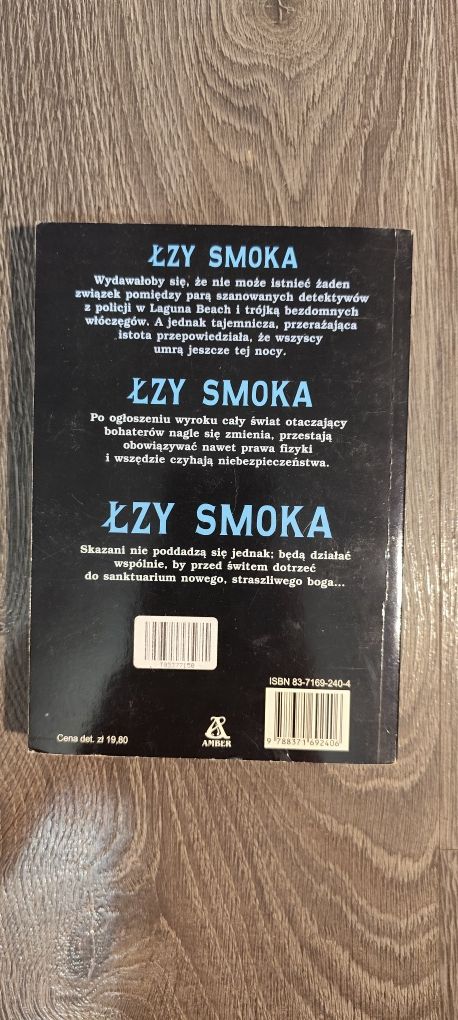 ŁZY SMOKA
Wydawałoby się, że nie może istnieć żaden
związek pomiędzy parą szanowanych detektywów
z policji w Laguna Beach i trójką bezdomnych
włóczęgów. A jednak tajemnicza, przerażająca
istota przepowiedziała, że wszyscy
umrą jeszcze tej nocy.
ŁZY SMOKA
Po ogłoszeniu wyroku cały świat otaczający
bohaterów nagle się zmienia, przestają
obowiązywać nawet prawa fizyki
i wszędzie czyhają niebezpieczeństwa.
ŁZY SMOKA
Skazani nie poddadzą się jednak; będą działać
wspólnie, by przed świtem dotrzeć
do sanktuarium nowego, straszliwego boga...
ISBN 83-7169-240-4
9 788371 692406
Cena det. zł 19,80
AMBER